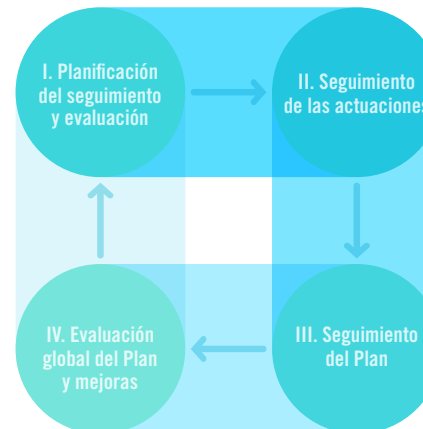 I. Planificación
del seguimiento
y evaluación
II. Seguimiento
de las actuaciones
IV. Evaluación
global del Plan
y mejoras
III. Seguimiento
del Plan